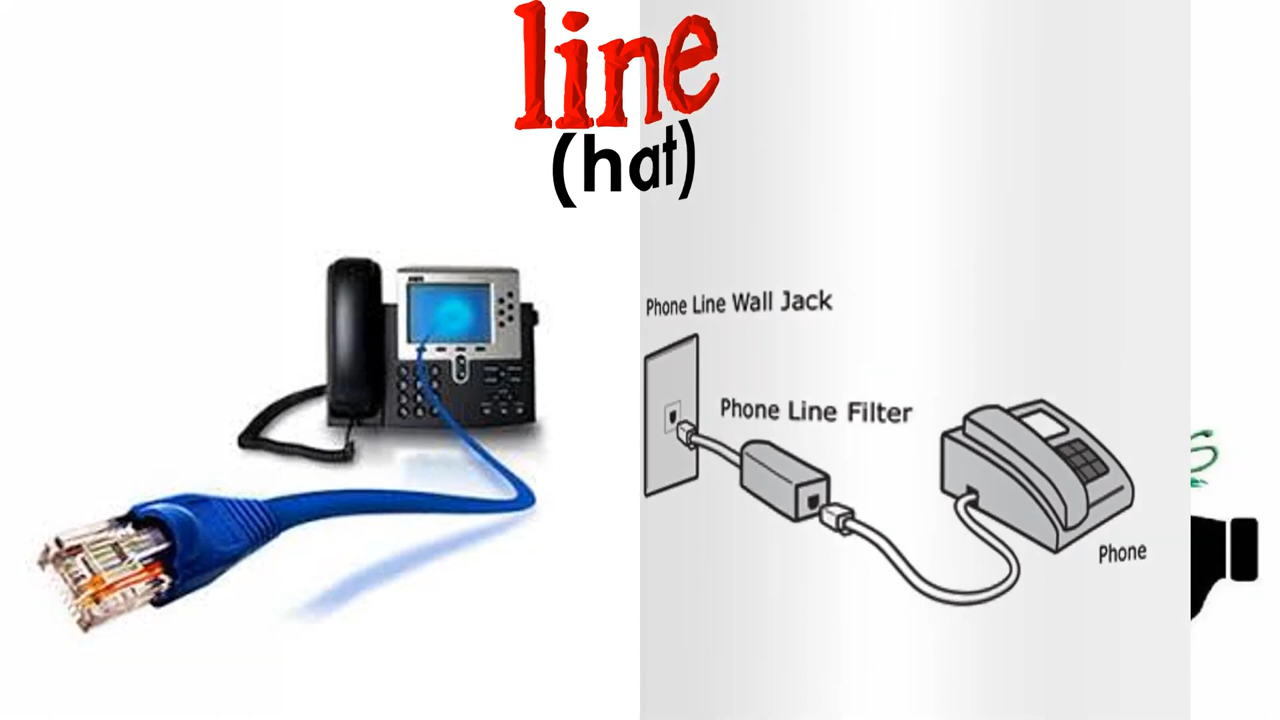 line
(hat)
Phone Line Wall Jack
Phone Line Filter
Phone